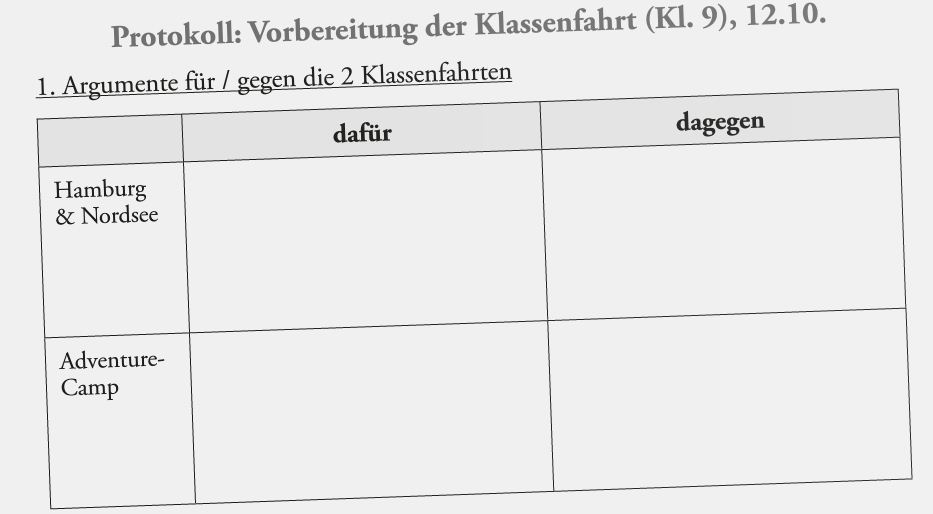 Protokoll: Vorbereitung der Klassenfahrt (Kl. 9), 12.10.
1. Argumente für / gegen die 2 Klassenfahrten
dafür
dagegen
Hamburg
& Nordsee
Adventure-
Camp